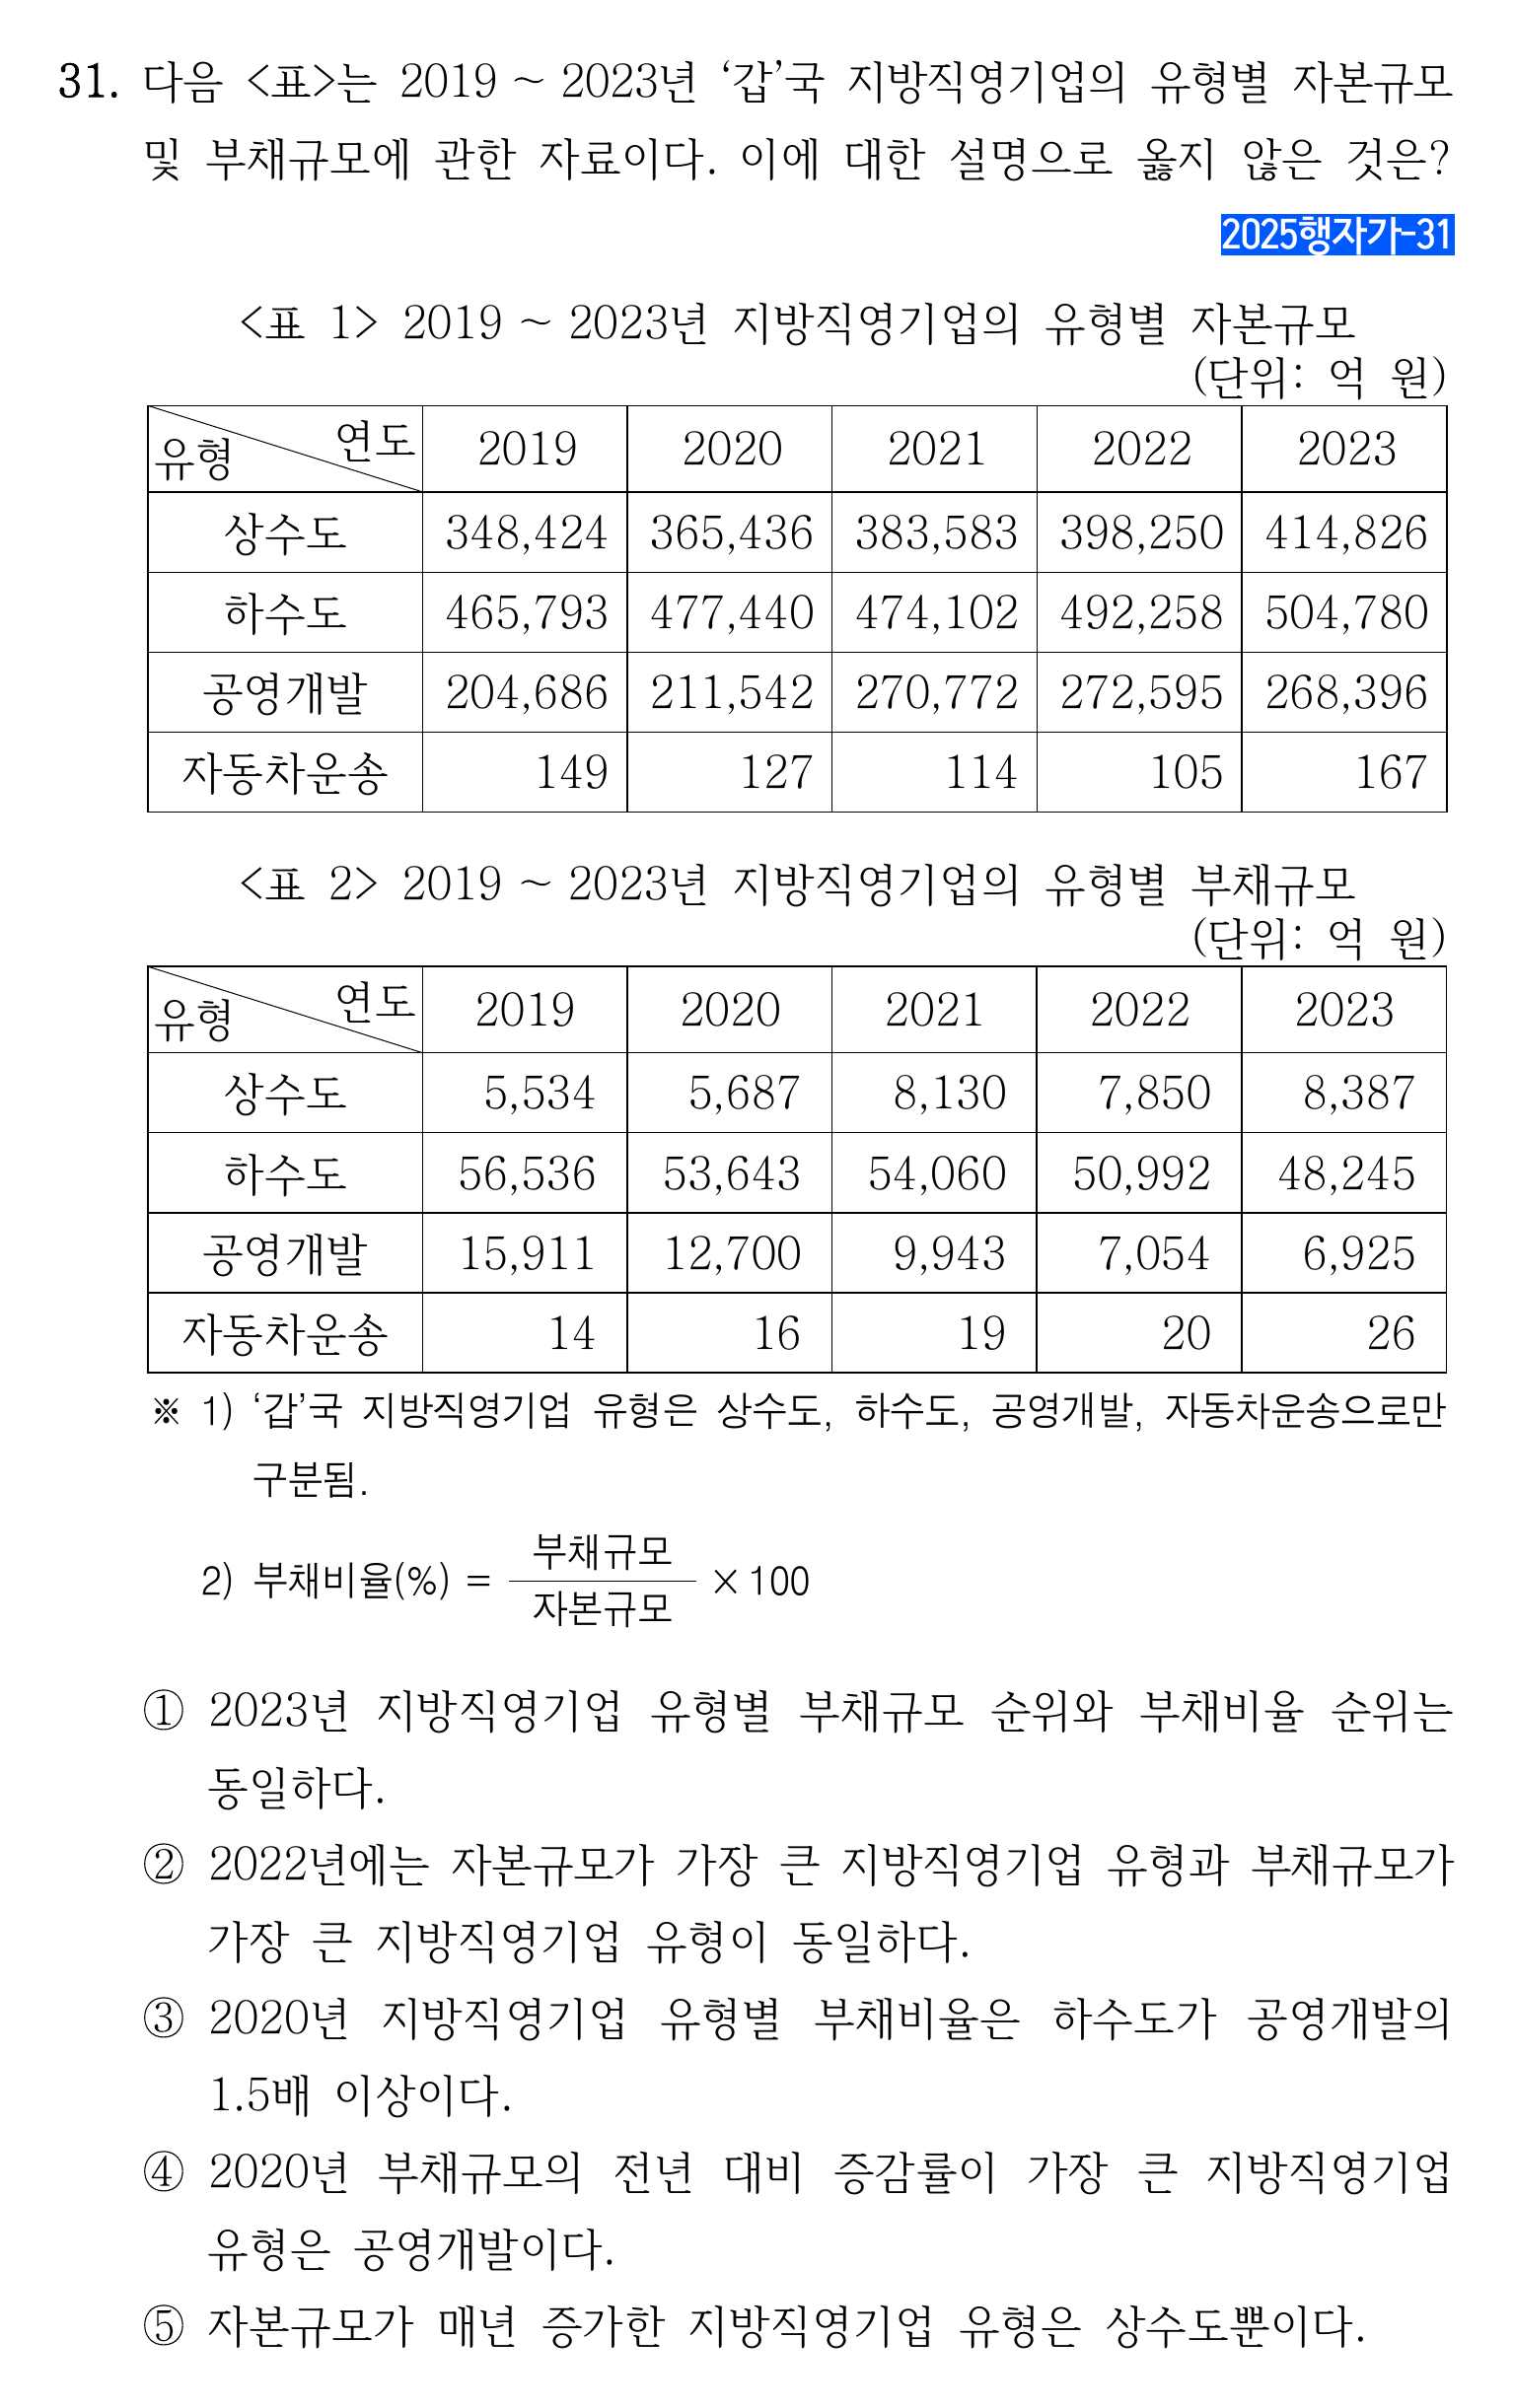 31. 다음 <표>는 2019 ~ 2023년 ‘갑’국 지방직영기업의 유형별 자본규모
및 부채규모에 관한 자료이다. 이에 대한 설명으로 옳지 않은 것은?
2025행자가-31
<표 1> 2019 ~ 2023년 지방직영기업의 유형별 자본규모
(단위: 억 원)
유형 연도 2019 2020 2021 2022 2023
상수도 348,424 365,436 383,583 398,250 414,826
하수도 465,793 477,440 474,102 492,258 504,780
공영개발 204,686 211,542 270,772 272,595 268,396
자동차운송 149 127 114 105 167
<표 2> 2019 ~ 2023년 지방직영기업의 유형별 부채규모
(단위: 억 원)
유형 연도 2019 2020 2021 2022 2023
상수도 5,534 5,687 8,130 7,850 8,387
하수도 56,536 53,643 54,060 50,992 48,245
공영개발 15,911 12,700 9,943 7,054 6,925
자동차운송 14 16 19 20 26
※ 1) ‘갑’국 지방직영기업 유형은 상수도, 하수도, 공영개발, 자동차운송으로만
구분됨.
2) 부채비율(%) = 부채규모 / 자본규모 × 100
① 2023년 지방직영기업 유형별 부채규모 순위와 부채비율 순위는
동일하다.
② 2022년에는 자본규모가 가장 큰 지방직영기업 유형과 부채규모가
가장 큰 지방직영기업 유형이 동일하다.
③ 2020년 지방직영기업 유형별 부채비율은 하수도가 공영개발의
1.5배 이상이다.
④ 2020년 부채규모의 전년 대비 증감률이 가장 큰 지방직영기업
유형은 공영개발이다.
⑤ 자본규모가 매년 증가한 지방직영기업 유형은 상수도뿐이다.